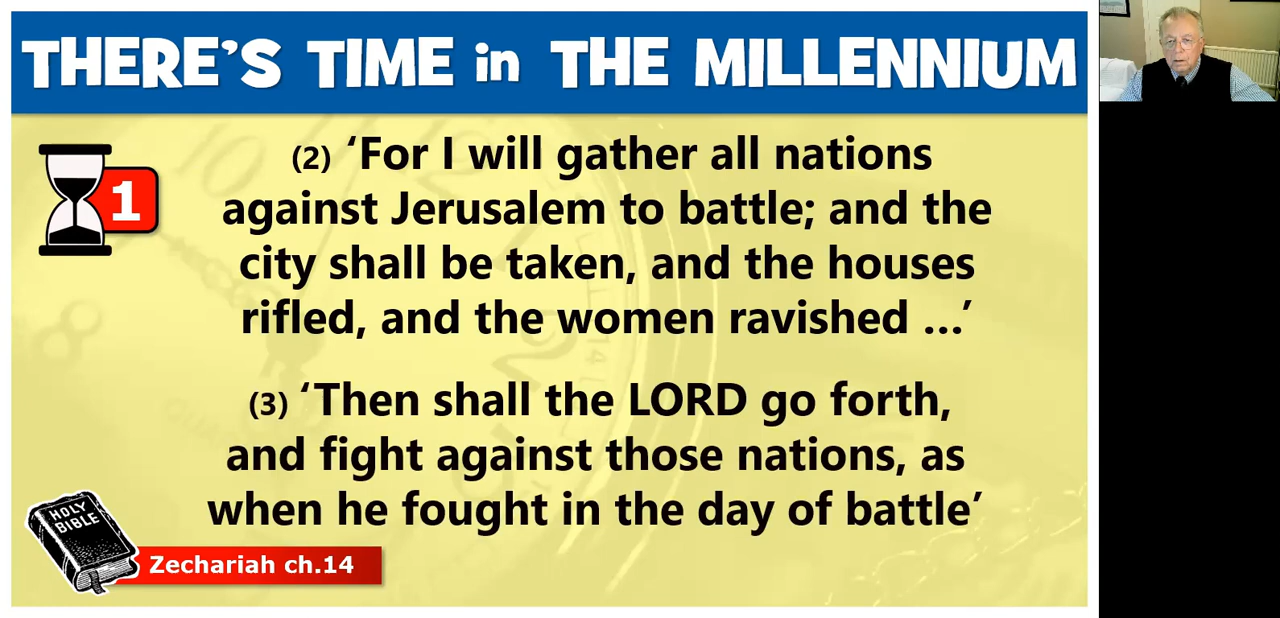 THERE'S TIME in THE MILLENNIUM
1
(2) ‘For I will gather all nations
against Jerusalem to battle; and the
city shall be taken, and the houses
rifled, and the women ravished ...’
(3) ‘Then shall the LORD go forth,
and fight against those nations, as
when he fought in the day of battle’
HOLY
BIBLE
Zechariah ch.14